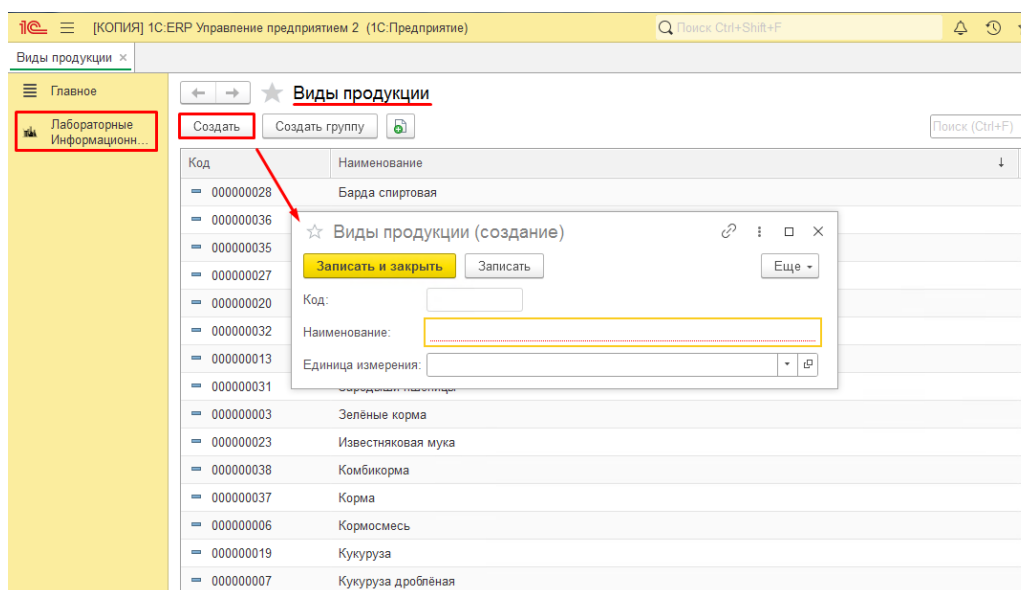 1С [КОПИЯ] 1С:ERP Управление предприятием 2 (1С:Предприятие) Поиск Ctrl+Shift+F
Виды продукции ×
Главное
Лабораторные
Информационн...
Виды продукции
Создать Создать группу Поиск (Ctrl+F)
Код Наименование ↓
000000028 Барда спиртовая
000000036
000000035
000000027
000000020
000000032
000000013
000000031
Виды продукции (создание)
Записать и закрыть Записать Еще
Код:
Наименование:
Единица измерения:
000000003 Зелёные корма
000000023 Известняковая мука
000000038 Комбикорма
000000037 Корма
000000006 Кормосмесь
000000019 Кукуруза
000000007 Кукуруза дроблёная